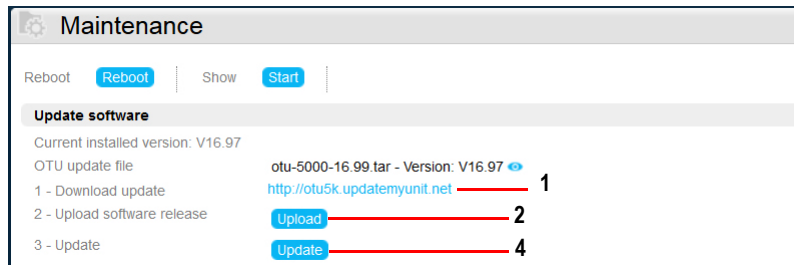 Maintenance
Reboot Reboot Show Start
Update software
Current installed version: V16.97
OTU update file otu-5000-16.99.tar - Version: V16.97
1 - Download update http://otu5k.updatemyunit.net 1
2 - Upload software release Upload 2
3 - Update Update 4